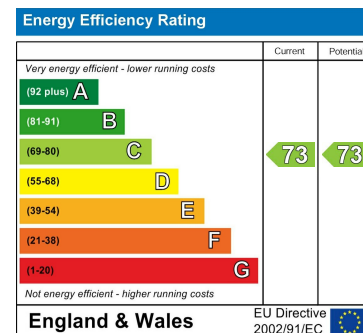 Energy Efficiency Rating
Current Potential
Very energy efficient - lower running costs
(92 plus) A
(81-91) B
(69-80) C 73 73
(55-68) D
(39-54) E
(21-38) F
(1-20) G
Not energy efficient - higher running costs
England & Wales
EU Directive
2002/91/EC